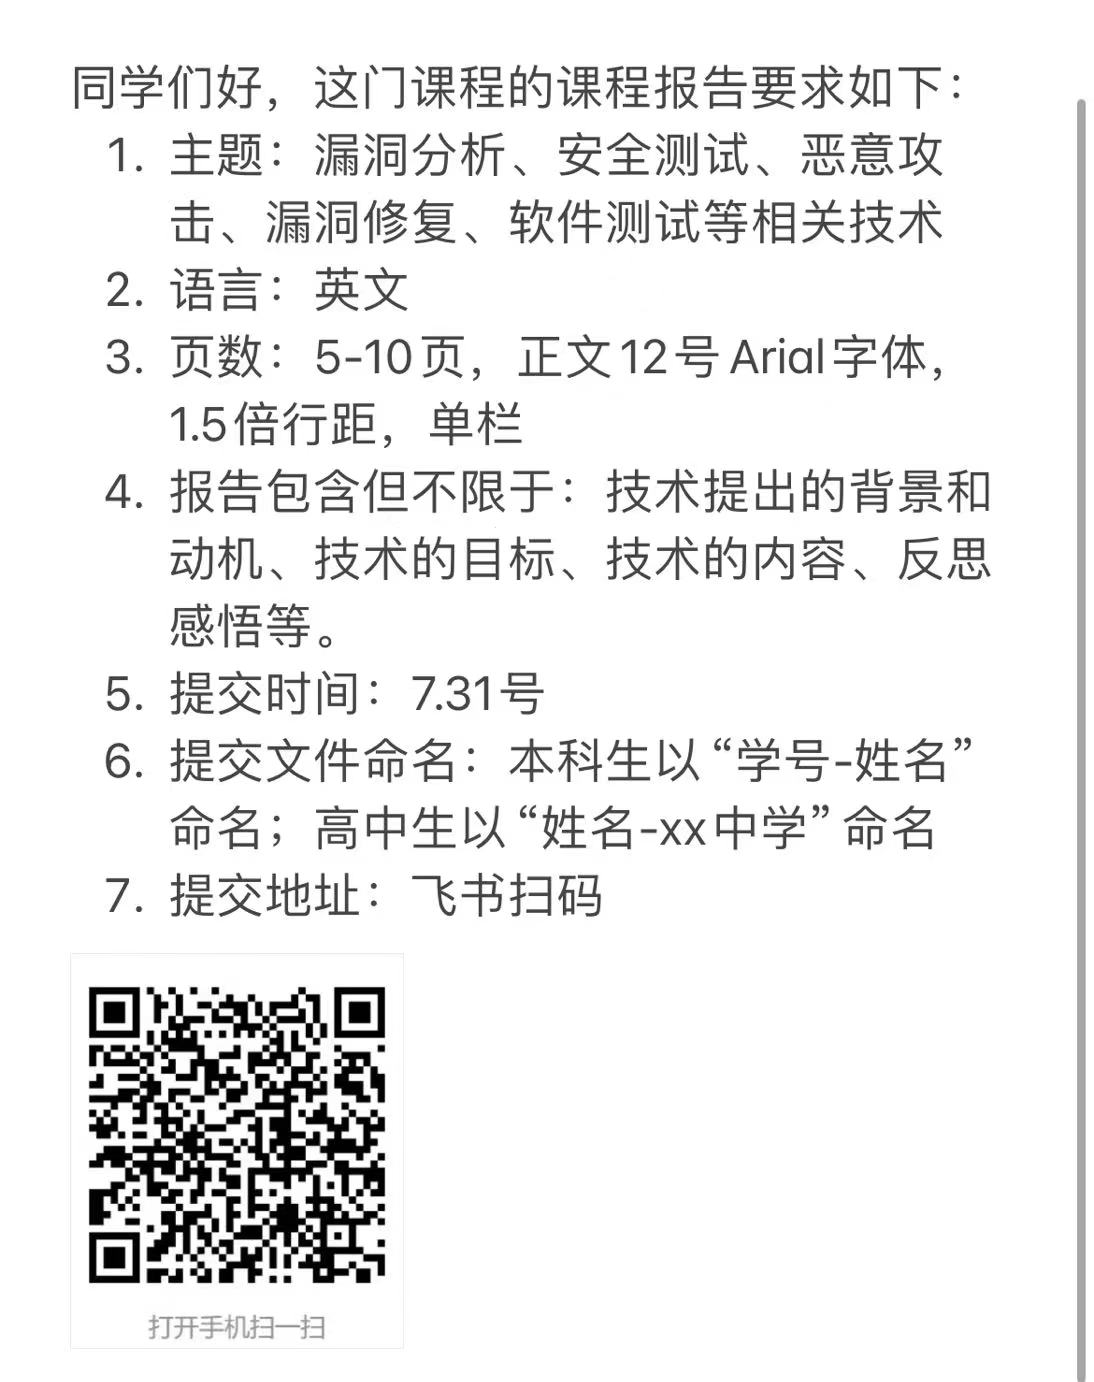 同学们好，这门课程的课程报告要求如下：
1. 主题：漏洞分析、安全测试、恶意攻
击、漏洞修复、软件测试等相关技术
2. 语言：英文
3. 页数：5-10页，正文12号Arial字体，
1.5倍行距，单栏
4. 报告包含但不限于：技术提出的背景和
动机、技术的目标、技术的内容、反思
感悟等。
5. 提交时间：7.31号
6. 提交文件命名：本科生以“学号-姓名”
命名；高中生以“姓名-xx中学”命名
7. 提交地址：飞书扫码
打开手机扫一扫